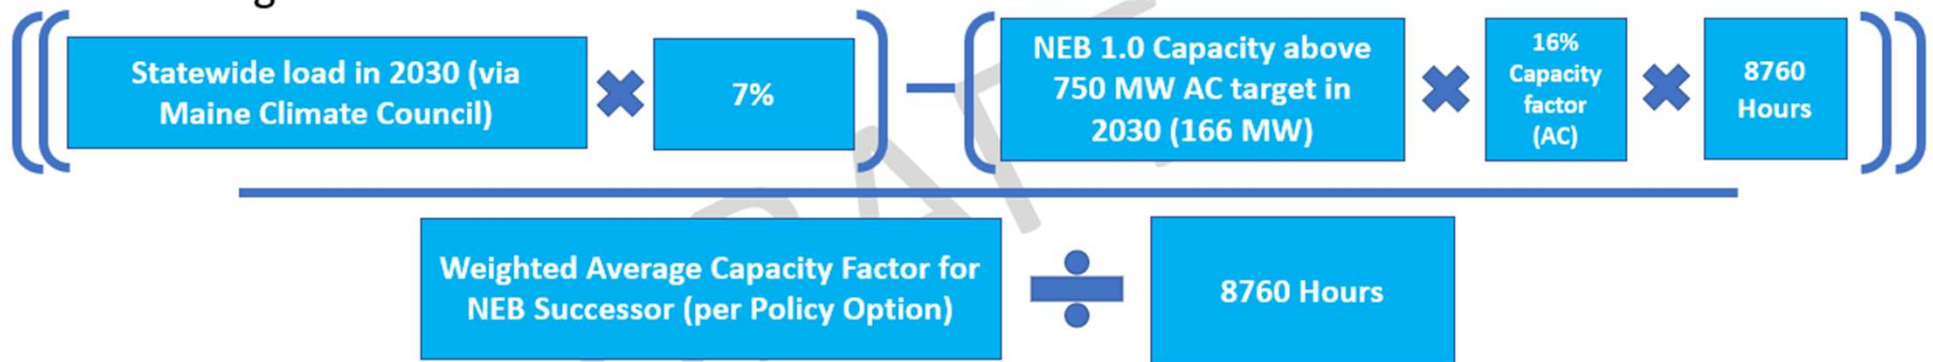 Statewide load in 2030 (via
Maine Climate Council)
7%
NEB 1.0 Capacity above
750 MW AC target in
2030 (166 MW)
16%
Capacity
factor
(AC)
8760
Hours
Weighted Average Capacity Factor for
NEB Successor (per Policy Option)
8760 Hours